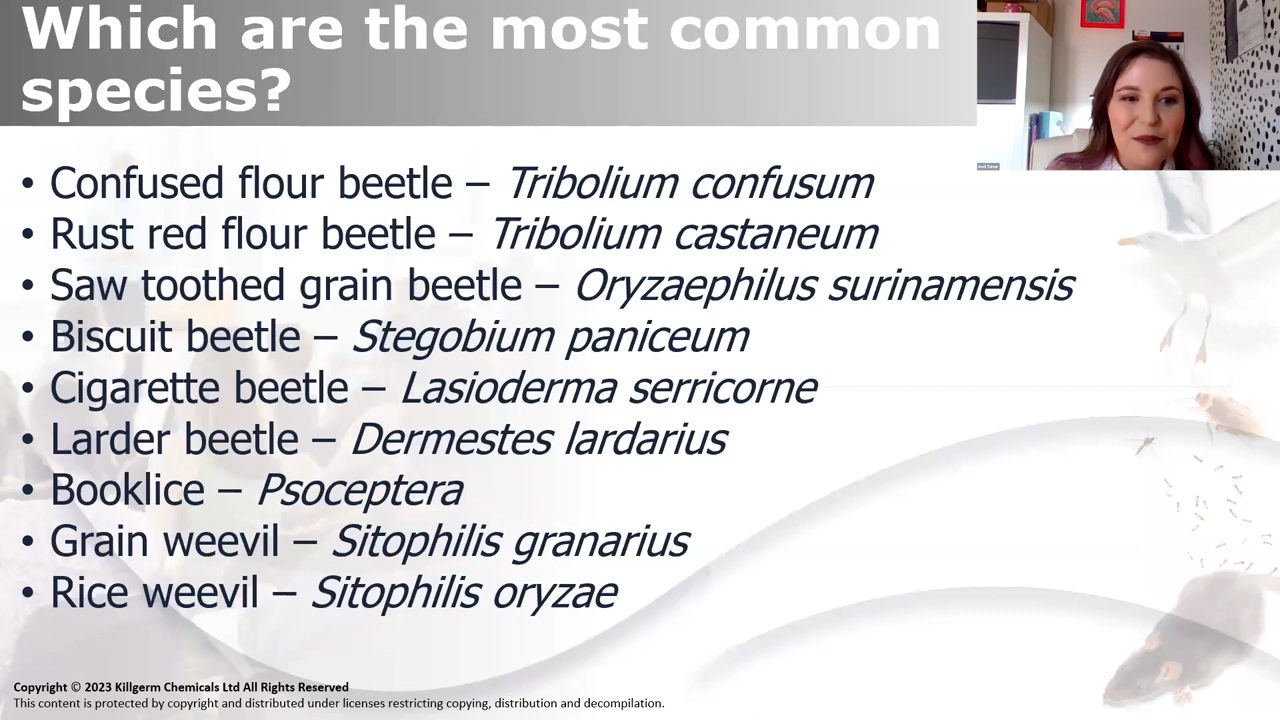 Which are the most common
species?
• Confused flour beetle – Tribolium confusum
• Rust red flour beetle – Tribolium castaneum
• Saw toothed grain beetle – Oryzaephilus surinamensis
• Biscuit beetle – Stegobium paniceum
• Cigarette beetle – Lasioderma serricorne
• Larder beetle – Dermestes lardarius
• Booklice – Psoceptera
• Grain weevil – Sitophilis granarius
• Rice weevil – Sitophilis oryzae
Copyright © 2023 Killgerm Chemicals Ltd All Rights Reserved
This content is protected by copyright and distributed under licenses restricting copying, distribution and decompilation.